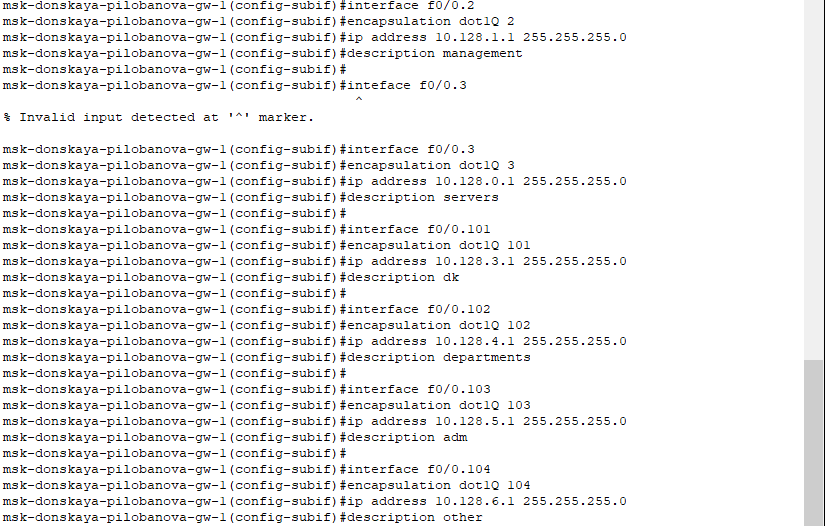 msk-donskaya-pilobanova-gw-1(config-subif)#interface f0/0.2
msk-donskaya-pilobanova-gw-1(config-subif)#encapsulation dot1Q 2
msk-donskaya-pilobanova-gw-1(config-subif)#ip address 10.128.1.1 255.255.255.0
msk-donskaya-pilobanova-gw-1(config-subif)#description management
msk-donskaya-pilobanova-gw-1(config-subif)#
msk-donskaya-pilobanova-gw-1(config-subif)#inteface f0/0.3
^
% Invalid input detected at '^' marker.
msk-donskaya-pilobanova-gw-1(config-subif)#interface f0/0.3
msk-donskaya-pilobanova-gw-1(config-subif)#encapsulation dot1Q 3
msk-donskaya-pilobanova-gw-1(config-subif)#ip address 10.128.0.1 255.255.255.0
msk-donskaya-pilobanova-gw-1(config-subif)#description servers
msk-donskaya-pilobanova-gw-1(config-subif)#
msk-donskaya-pilobanova-gw-1(config-subif)#interface f0/0.101
msk-donskaya-pilobanova-gw-1(config-subif)#encapsulation dot1Q 101
msk-donskaya-pilobanova-gw-1(config-subif)#ip address 10.128.3.1 255.255.255.0
msk-donskaya-pilobanova-gw-1(config-subif)#description dk
msk-donskaya-pilobanova-gw-1(config-subif)#
msk-donskaya-pilobanova-gw-1(config-subif)#interface f0/0.102
msk-donskaya-pilobanova-gw-1(config-subif)#encapsulation dot1Q 102
msk-donskaya-pilobanova-gw-1(config-subif)#ip address 10.128.4.1 255.255.255.0
msk-donskaya-pilobanova-gw-1(config-subif)#description departments
msk-donskaya-pilobanova-gw-1(config-subif)#
msk-donskaya-pilobanova-gw-1(config-subif)#interface f0/0.103
msk-donskaya-pilobanova-gw-1(config-subif)#encapsulation dot1Q 103
msk-donskaya-pilobanova-gw-1(config-subif)#ip address 10.128.5.1 255.255.255.0
msk-donskaya-pilobanova-gw-1(config-subif)#description adm
msk-donskaya-pilobanova-gw-1(config-subif)#
msk-donskaya-pilobanova-gw-1(config-subif)#interface f0/0.104
msk-donskaya-pilobanova-gw-1(config-subif)#encapsulation dot1Q 104
msk-donskaya-pilobanova-gw-1(config-subif)#ip address 10.128.6.1 255.255.255.0
msk-donskaya-pilobanova-gw-1(config-subif)#description other